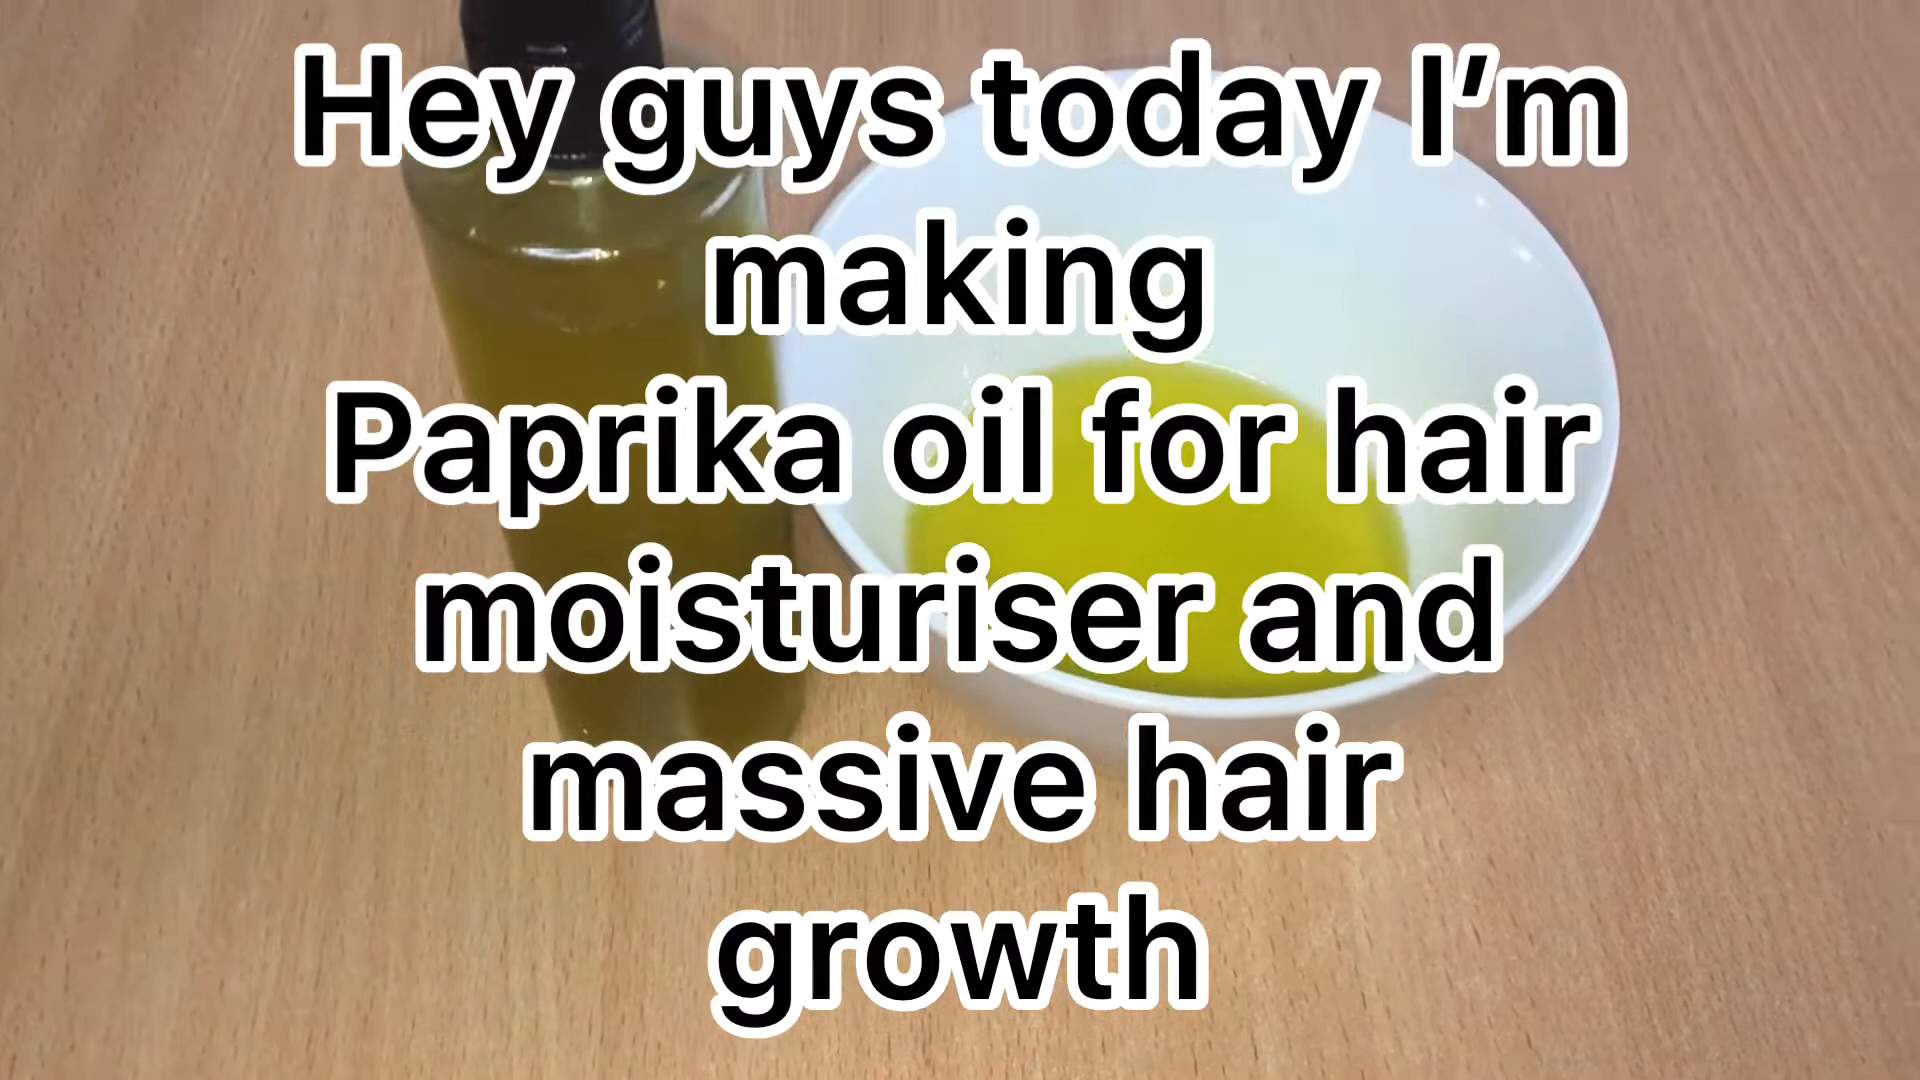 Hey guys today I’m
making
Paprika oil for hair
moisturiser and
massive hair
growth